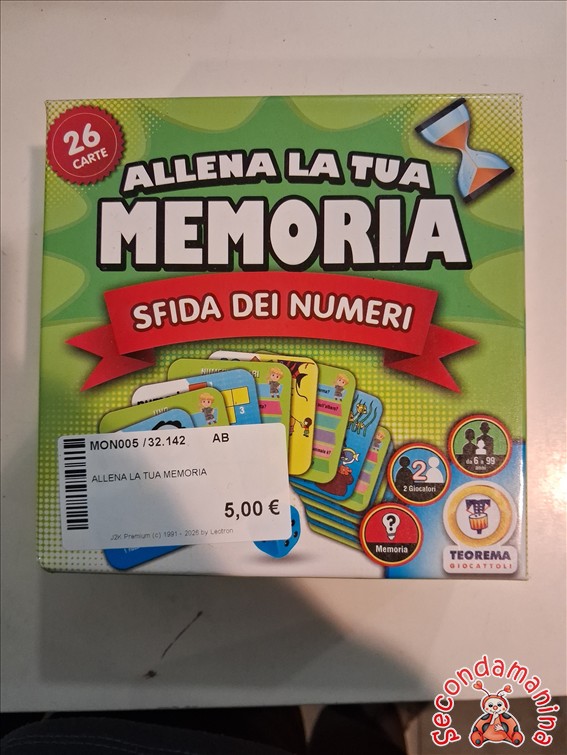 26
CARTE
ALLENA LA TUA
MEMORIA
SFIDA DEI NUMERI
3
MON005 /32.142 AB
ALLENA LA TUA MEMORIA
5,00 €
J2K Premium (c) 1991 - 2025 by Leotron
2
2 Giocatori
da 6 a 99
anni
?
Memoria
TEOREMA
GIOCATTOLI
Secondamanina